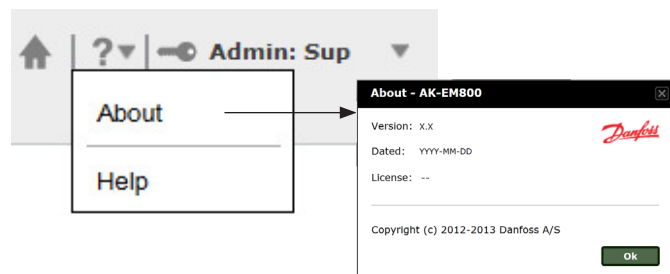 ? Admin: Sup
About
Help
About - AK-EM800
Version: X.X
Danfoss
Dated: YYYY-MM-DD
License: --
Copyright (c) 2012-2013 Danfoss A/S
Ok